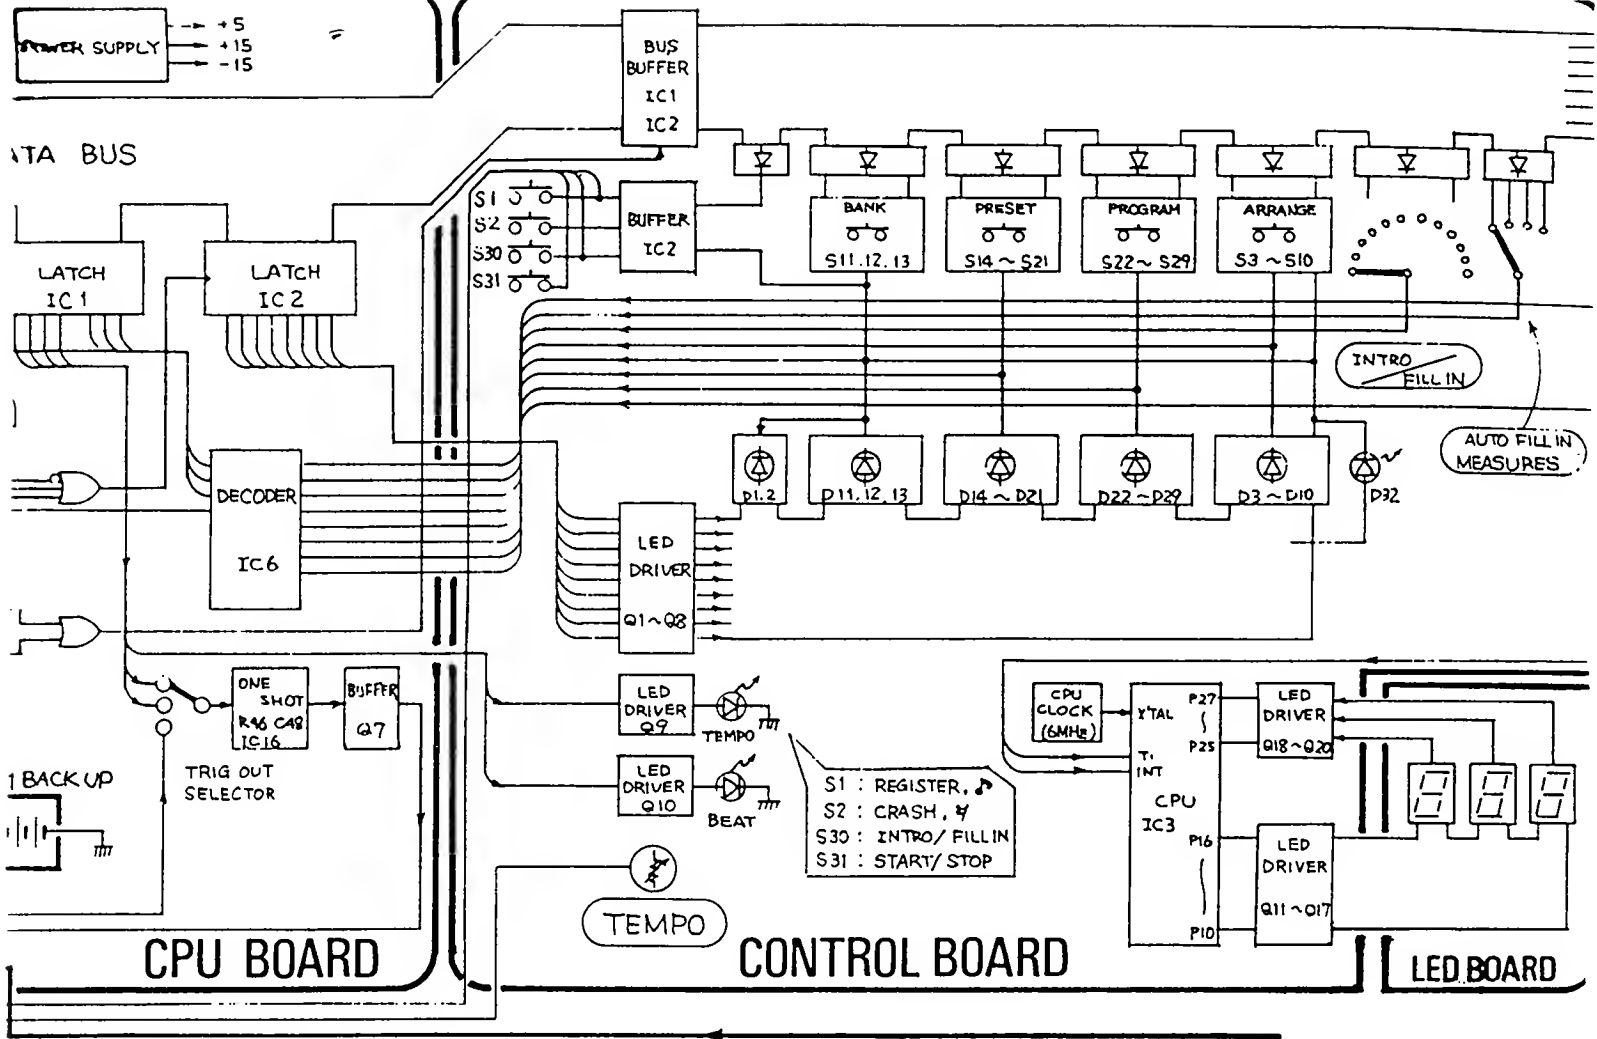 POWER SUPPLY
+5
+15
-15
BUS
BUFFER
IC1
IC2
BUS
S1
S2
S30
S31
BUFFER
IC2
BANK
S11.12.13
PRESET
S14~S21
PROGRAM
S22~S29
ARRANGE
S3~S10
LATCH
IC1
LATCH
IC2
INTRO
FILL IN
AUTO FILL IN
MEASURES
D1.2
D11.12.13
D14~D21
D22~D29
D3~D10
D32
DECODER
IC6
LED
DRIVER
Q1~Q8
ONE
SHOT
R46 C48
IC16
BUFFER
Q7
TRIG OUT
SELECTOR
BACK UP
LED
DRIVER
Q9
TEMPO
LED
DRIVER
Q10
BEAT
TEMPO
S1 : REGISTER, ♪
S2 : CRASH,
S30 : INTRO/FILL IN
S31 : START/STOP
CPU
CLOCK
(6MHz)
X'TAL
T1
INT
CPU
IC3
P27
P25
P16
P10
LED
DRIVER
Q18~Q20
LED
DRIVER
Q11~Q17
CPU BOARD
CONTROL BOARD
LED BOARD